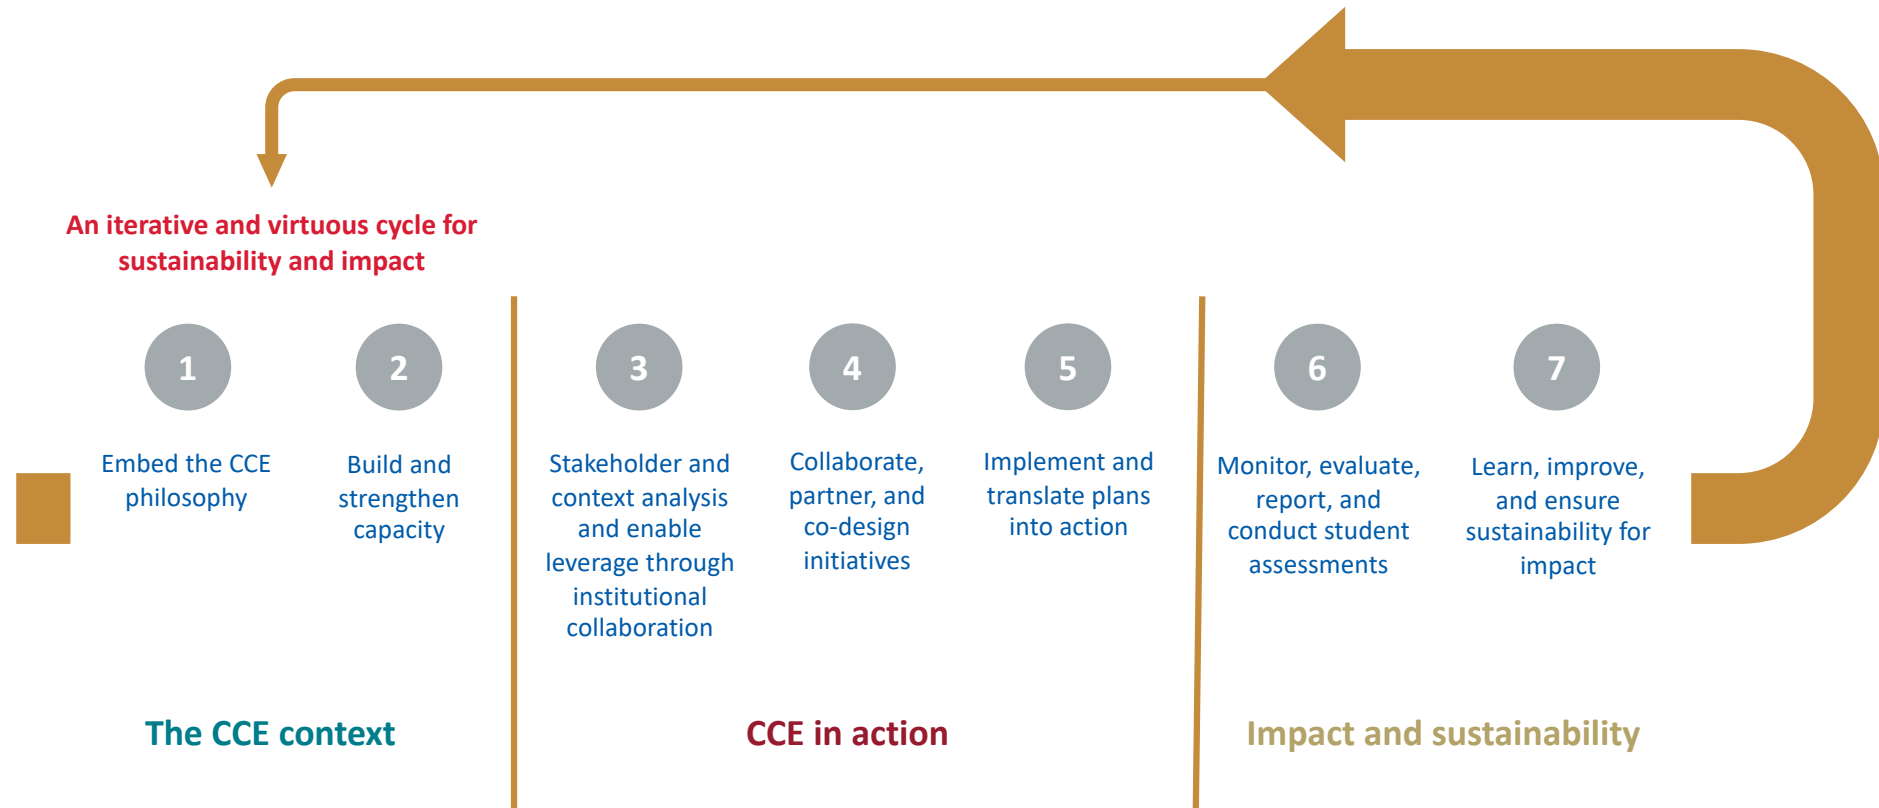 An iterative and virtuous cycle for
sustainability and impact
1
Embed the CCE
philosophy
2
Build and
strengthen
capacity
3
Stakeholder and
context analysis
and enable
leverage through
institutional
collaboration
4
Collaborate,
partner, and
co-design
initiatives
5
Implement and
translate plans
into action
6
Monitor, evaluate,
report, and
conduct student
assessments
7
Learn, improve,
and ensure
sustainability for
impact
The CCE context
CCE in action
Impact and sustainability